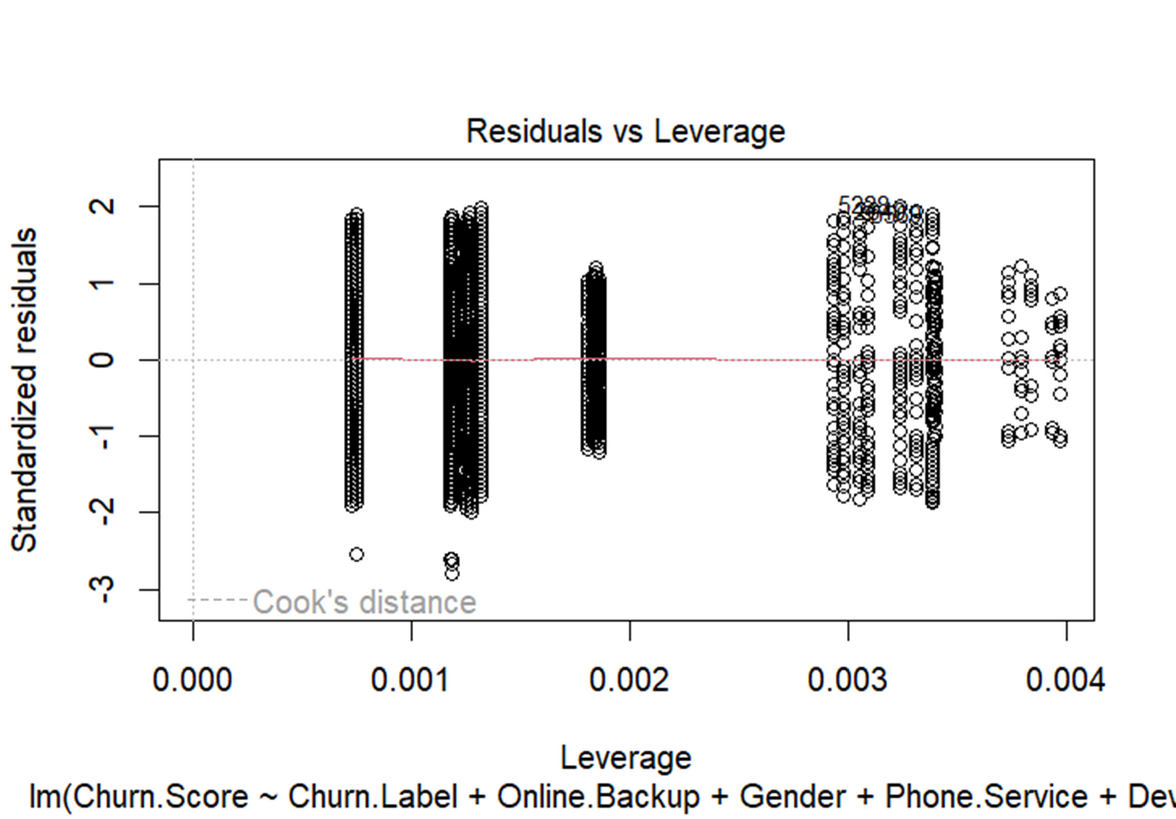 Residuals vs Leverage
Standardized residuals
2
1
0
-1
-2
-3
Cook's distance
0.000 0.001 0.002 0.003 0.004
Leverage
lm(Churn.Score ~ Churn.Label + Online.Backup + Gender + Phone.Service + Dev